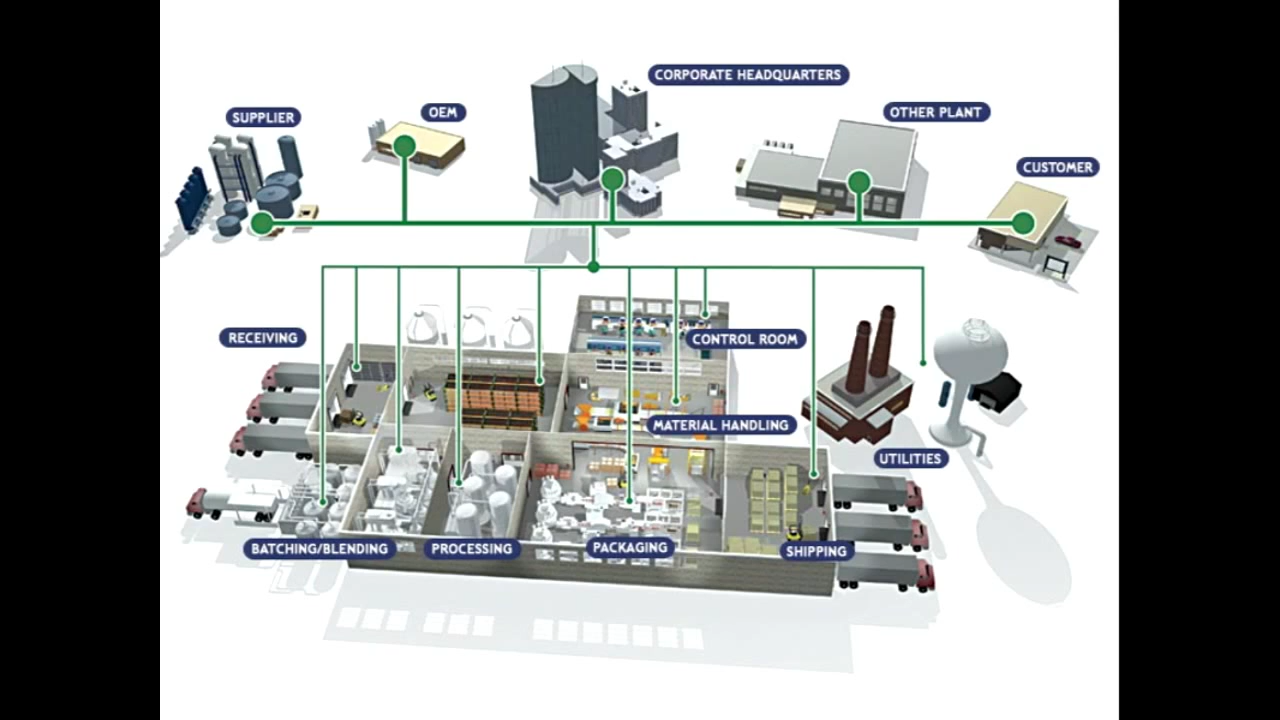 CORPORATE HEADQUARTERS
SUPPLIER
OEM
OTHER PLANT
CUSTOMER
RECEIVING
CONTROL ROOM
MATERIAL HANDLING
UTILITIES
BATCHING/BLENDING
PROCESSING
PACKAGING
SHIPPING